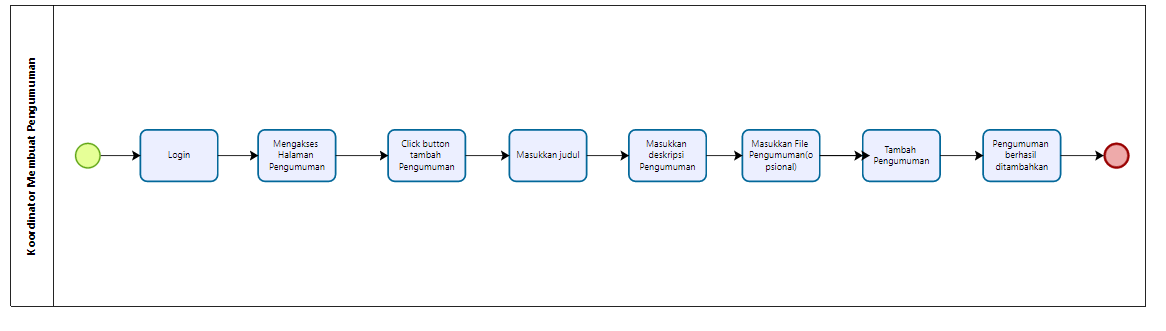 Koordinator Membuat Pengumuman
Login
Mengakses
Halaman
Pengumuman
Click button
tambah
Pengumuman
Masukkan judul
Masukkan
deskripsi
Pengumuman
Masukkan File
Pengumuman(o
psional)
Tambah
Pengumuman
Pengumuman
berhasil
ditambahkan